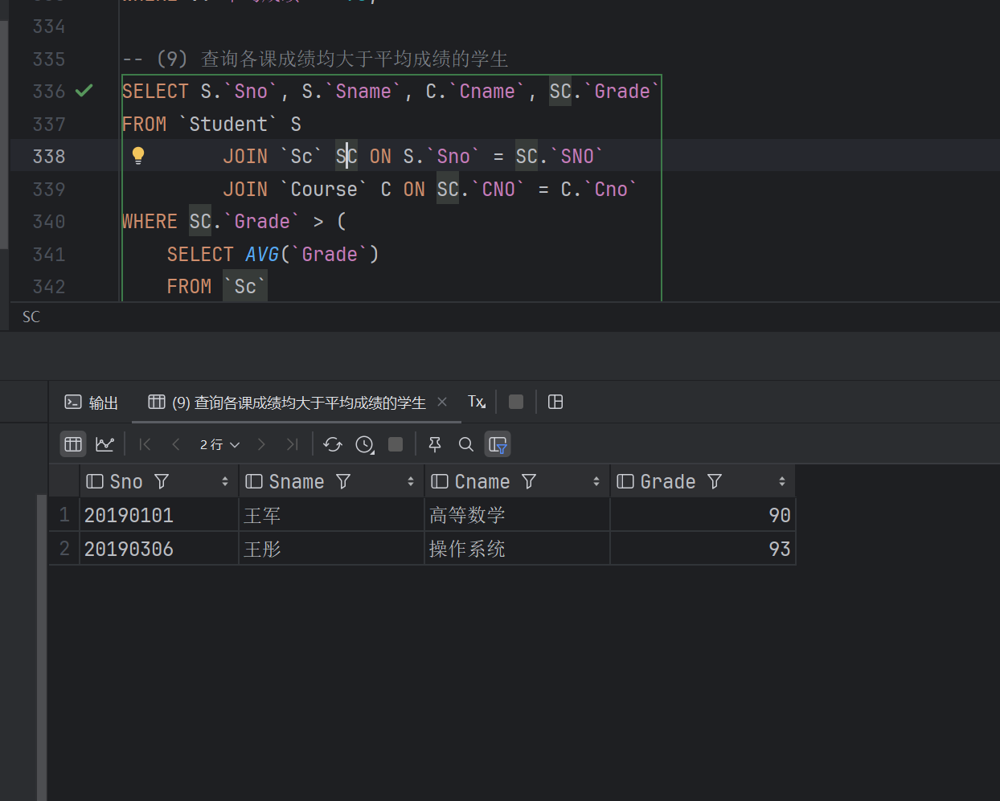 334
335 -- (9) 查询各课成绩均大于平均成绩的学生
336 SELECT S.`Sno`, S.`Sname`, C.`Cname`, SC.`Grade`
337 FROM `Student` S
338 JOIN `Sc` SC ON S.`Sno` = SC.`SNO`
339 JOIN `Course` C ON SC.`CNO` = C.`Cno`
340 WHERE SC.`Grade` > (
341 SELECT AVG(`Grade`)
342 FROM `Sc`
SC
输出 (9) 查询各课成绩均大于平均成绩的学生 Tx
2 行
Sno Sname Cname Grade
1 20190101 王军 高等数学 90
2 20190306 王彤 操作系统 93